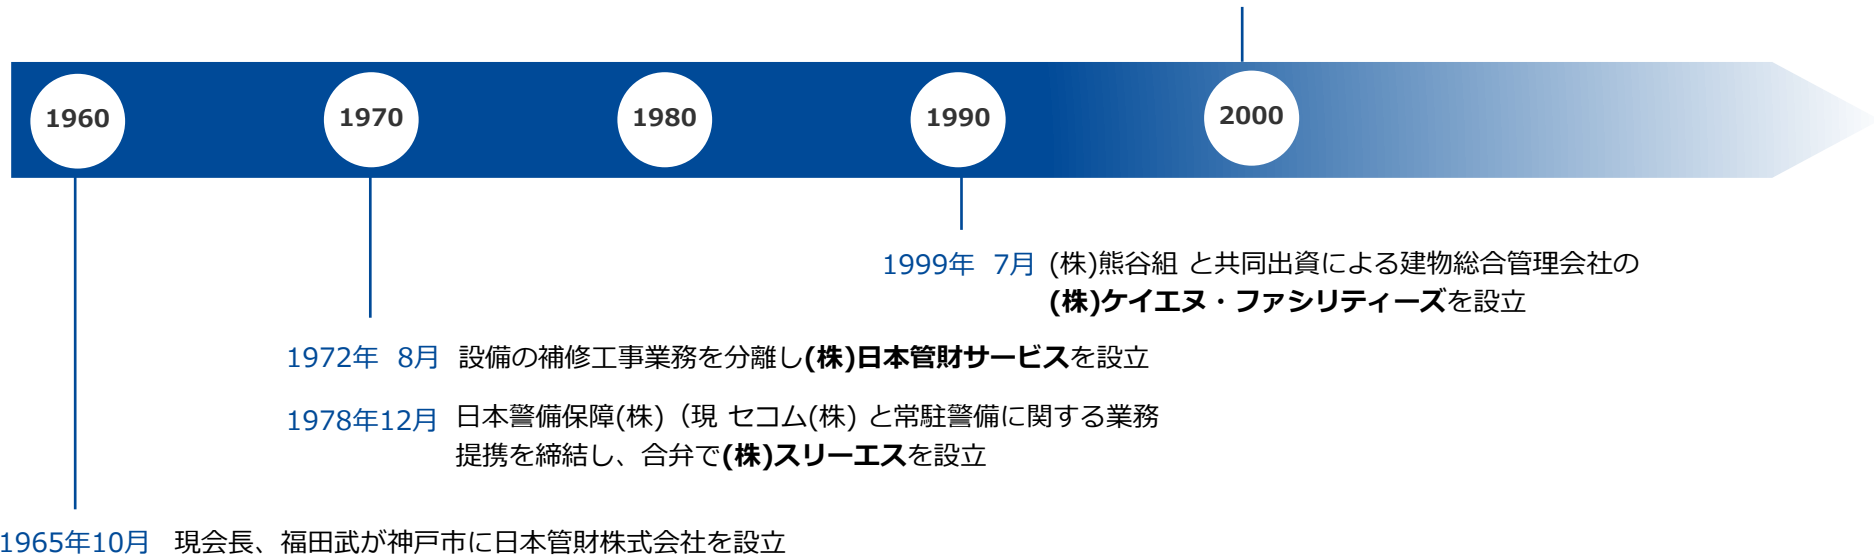 1960 1970 1980 1990 2000
1999年 7月 (株)熊谷組 と共同出資による建物総合管理会社の
(株)ケイエヌ・ファシリティーズを設立
1972年 8月 設備の補修工事業務を分離し(株)日本管財サービスを設立
1978年12月 日本警備保障(株)（現 セコム(株) と常駐警備に関する業務
提携を締結し、合弁で(株)スリーエスを設立
1965年10月 現会長、福田武が神戸市に日本管財株式会社を設立